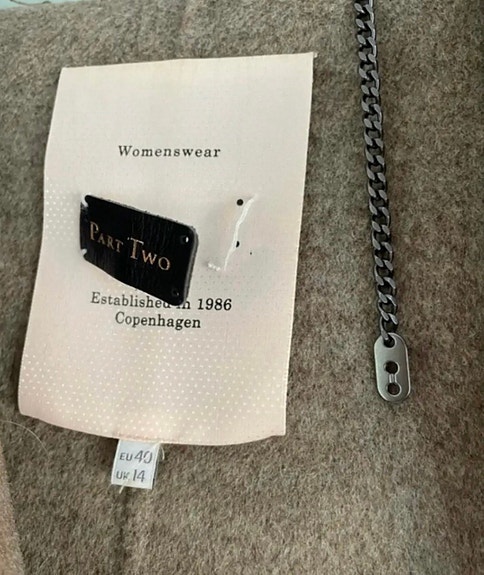 Womenswear
PART TWO
Established in 1986
Copenhagen
EU 40
UK 14